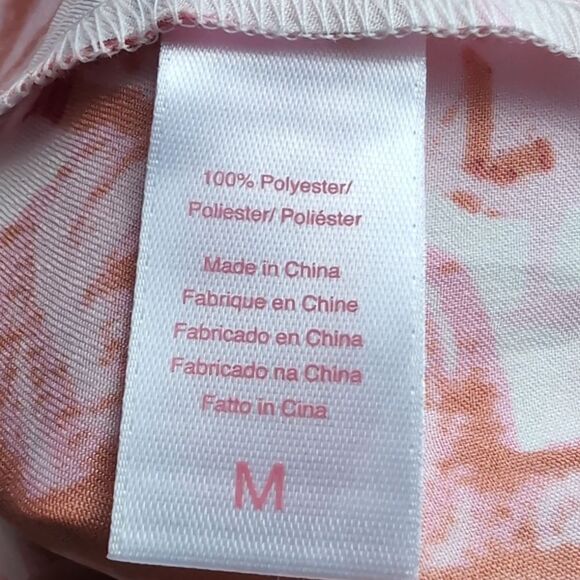 100% Polyester/
Poliester/ Poliéster
Made in China
Fabrique en Chine
Fabricado en China
Fabricado na China
Fatto in Cina
M